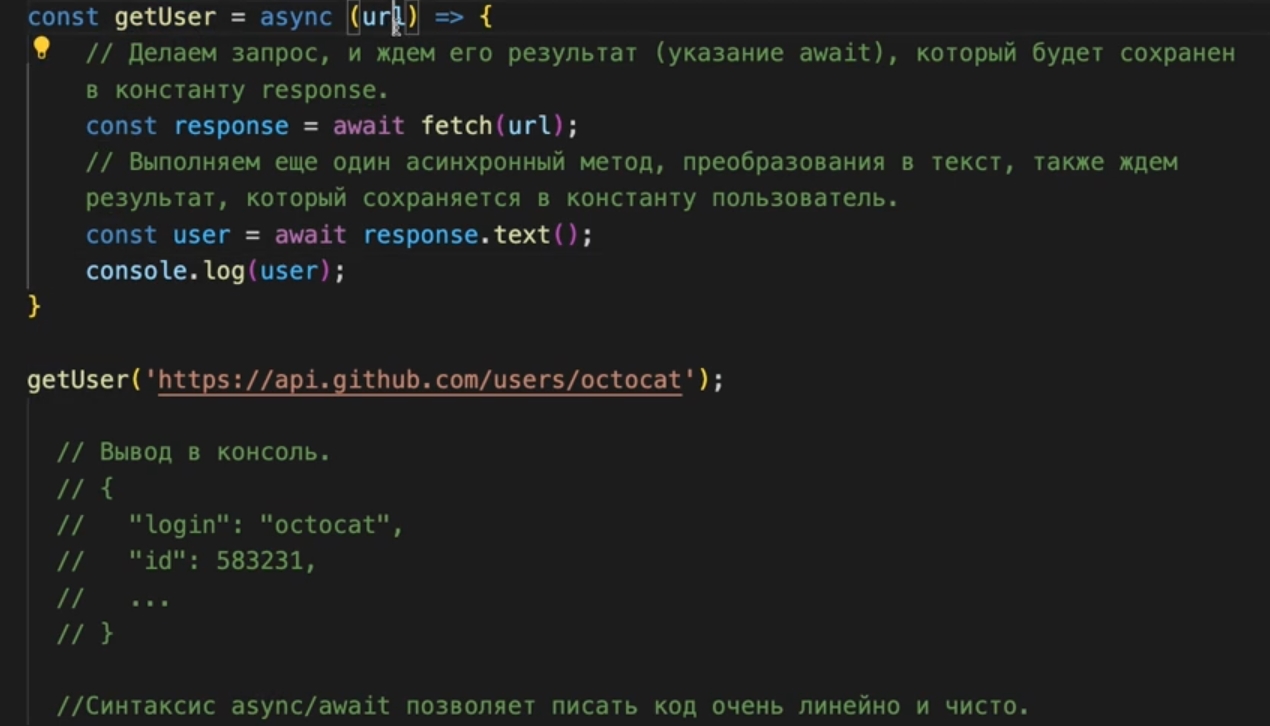 const getUser = async (url) => {
// Делаем запрос, и ждем его результат (указание await), который будет сохранен
в константу response.
const response = await fetch(url);
// Выполняем еще один асинхронный метод, преобразования в текст, также ждем
результат, который сохраняется в константу пользователь.
const user = await response.text();
console.log(user);
}
getUser('https://api.github.com/users/octocat');
// Вывод в консоль.
// {
//   "login": "octocat",
//   "id": 583231,
//   ...
// }
//Синтаксис async/await позволяет писать код очень линейно и чисто.